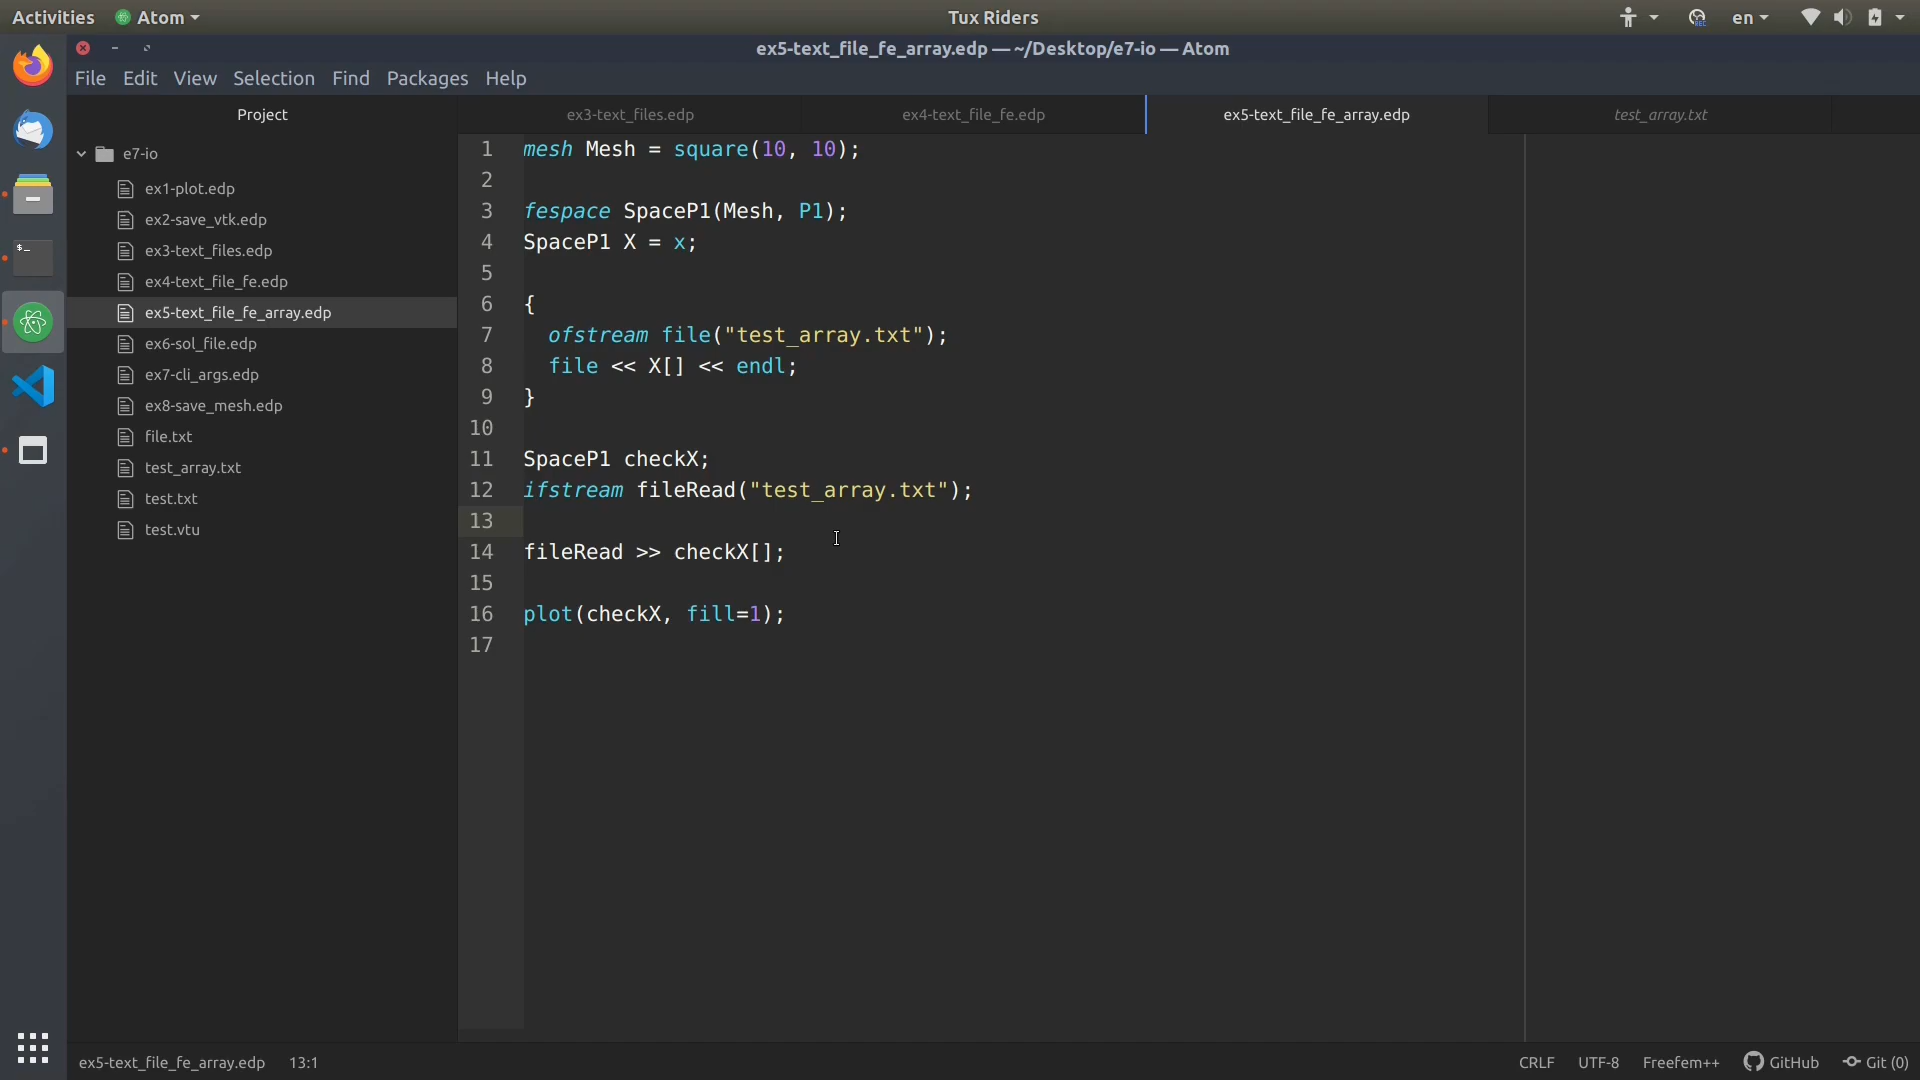 Activities Atom Tux Riders en
ex5-text_file_fe_array.edp — ~/Desktop/e7-io — Atom
File Edit View Selection Find Packages Help
Project
e7-io
ex1-plot.edp
ex2-save_vtk.edp
ex3-text_files.edp
ex4-text_file_fe.edp
ex5-text_file_fe_array.edp
ex6-sol_file.edp
ex7-cli_args.edp
ex8-save_mesh.edp
file.txt
test_array.txt
test.txt
test.vtu
ex3-text_files.edp ex4-text_file_fe.edp ex5-text_file_fe_array.edp test_array.txt
1 mesh Mesh = square(10, 10);
2
3 fespace SpaceP1(Mesh, P1);
4 SpaceP1 X = x;
5
6 {
7 ofstream file("test_array.txt");
8 file << X[] << endl;
9 }
10
11 SpaceP1 checkX;
12 ifstream fileRead("test_array.txt");
13
14 fileRead >> checkX[];
15
16 plot(checkX, fill=1);
17
ex5-text_file_fe_array.edp 13:1 CRLF UTF-8 Freefem++ GitHub Git (0)